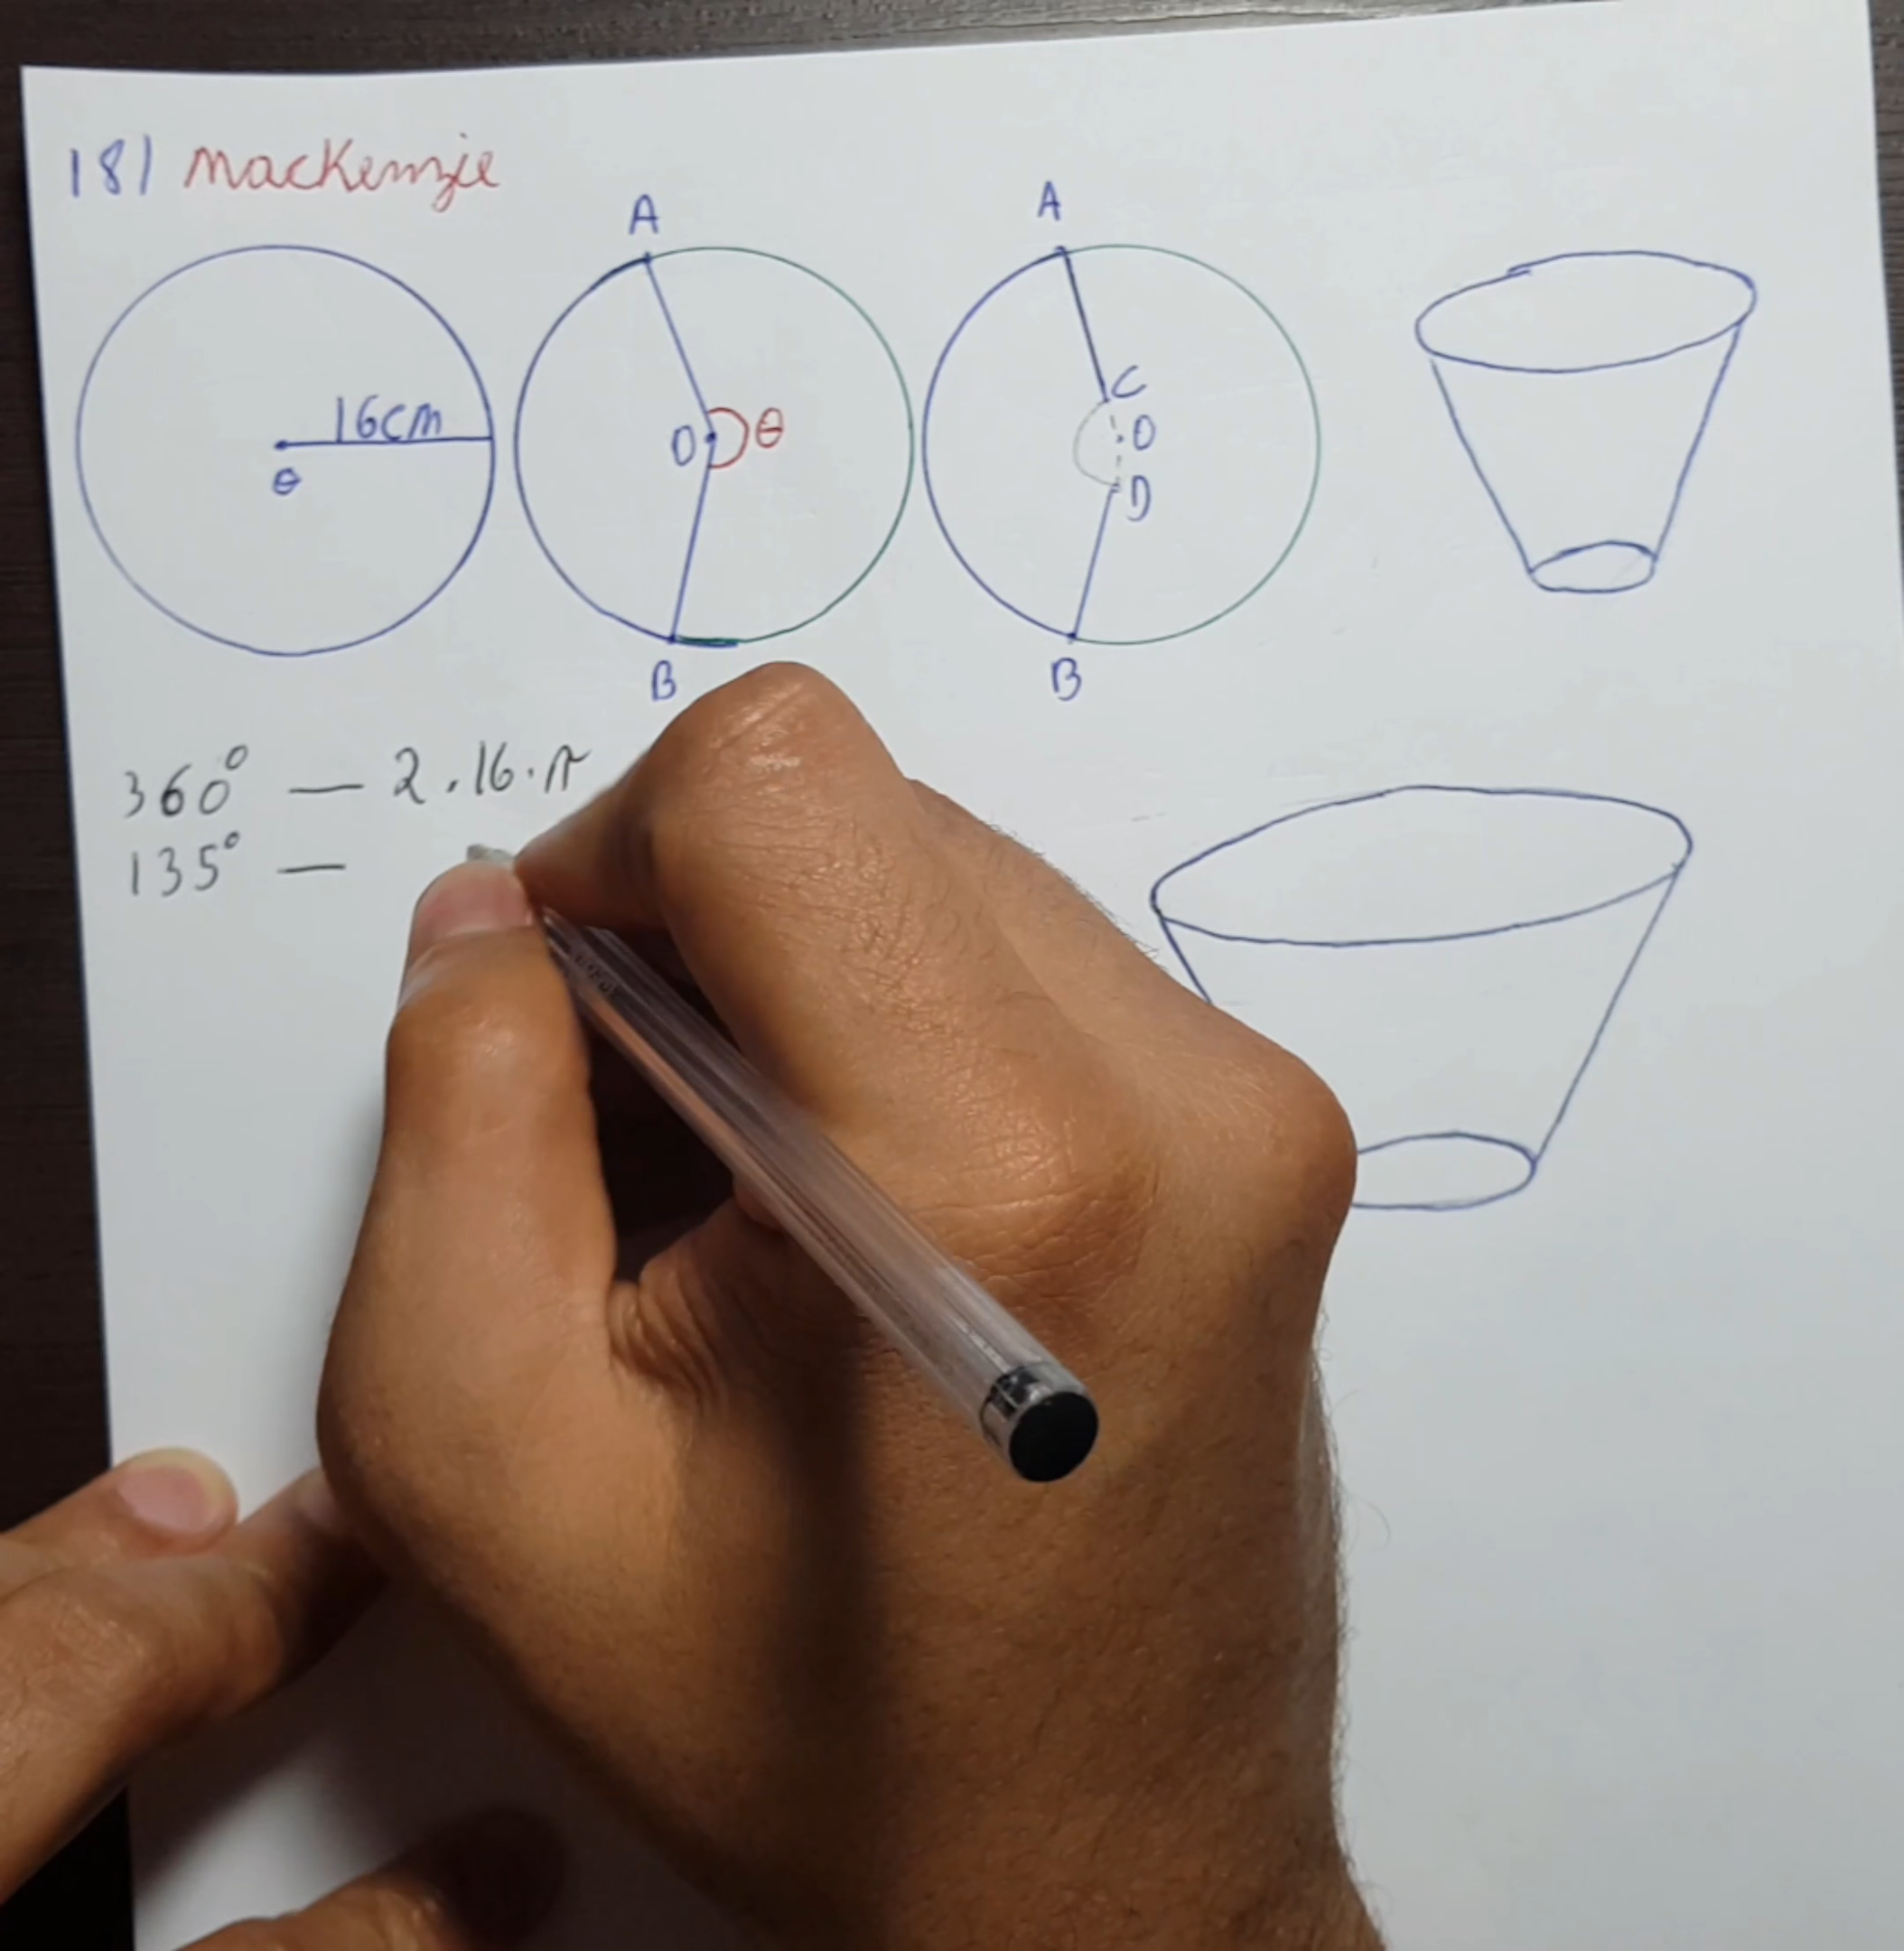 181 Mackenzie
A
A
16cm
θ
O θ
C
O
D
B
B
360° — 2.16.π
135° —